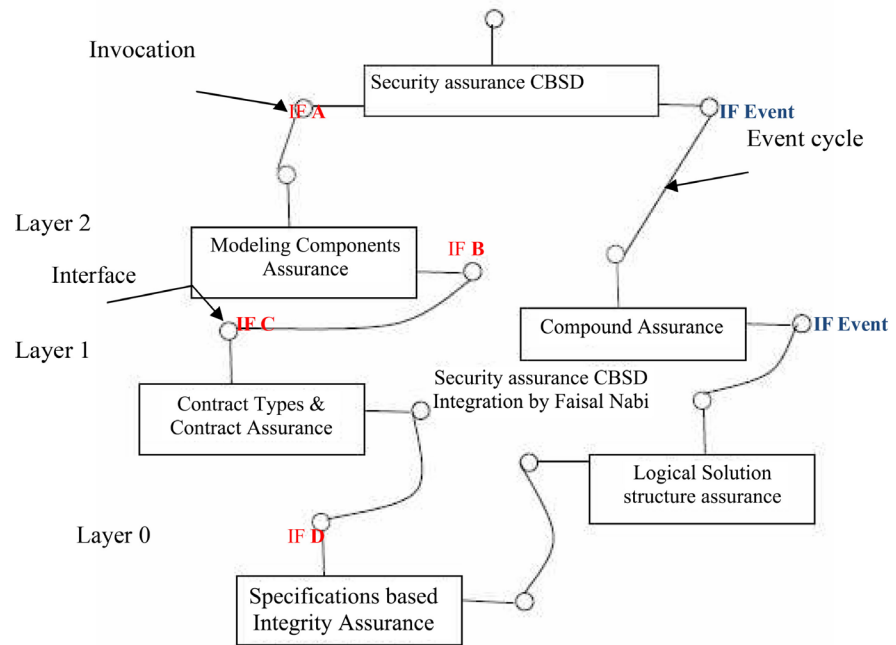 Invocation
Security assurance CBSD
IF A
IF Event
Event cycle
Layer 2
Modeling Components
Assurance
IF B
Interface
IF C
Compound Assurance
IF Event
Layer 1
Security assurance CBSD
Integration by Faisal Nabi
Contract Types &
Contract Assurance
Logical Solution
structure assurance
Layer 0
IF D
Specifications based
Integrity Assurance